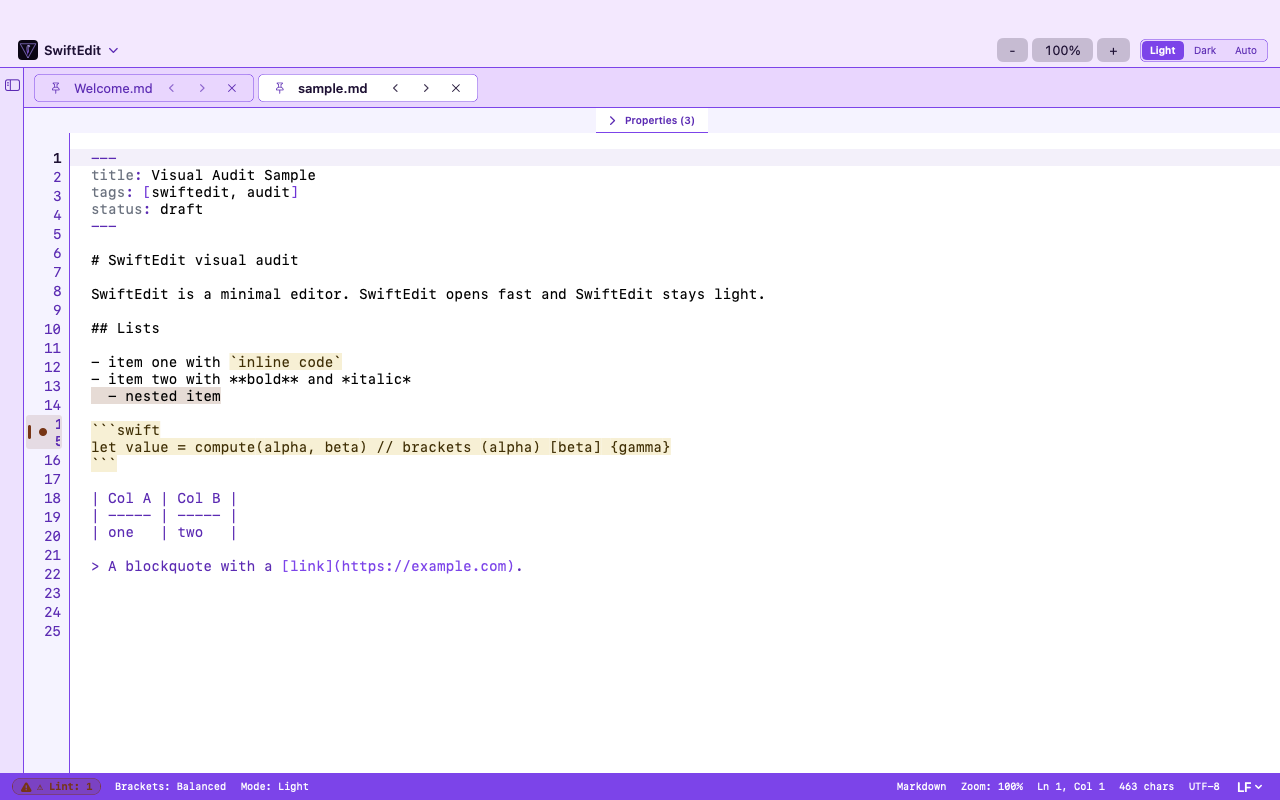 SwiftEdit
- 100% + Light Dark Auto
Welcome.md sample.md
Properties (3)
1 ---
2 title: Visual Audit Sample
3 tags: [swiftedit, audit]
4 status: draft
5 ---
6
7 # SwiftEdit visual audit
8
9 SwiftEdit is a minimal editor. SwiftEdit opens fast and SwiftEdit stays light.
10
11 ## Lists
12
13 - item one with `inline code`
14 - item two with **bold** and *italic*
15   - nested item
16
17 ```swift
18 let value = compute(alpha, beta) // brackets (alpha) [beta] {gamma}
19 ```
20
21 | Col A | Col B |
22 | ----- | ----- |
23 | one   | two   |
24
25 > A blockquote with a [link](https://example.com).
Lint: 1 Brackets: Balanced Mode: Light Markdown Zoom: 100% Ln 1, Col 1 463 chars UTF-8 LF